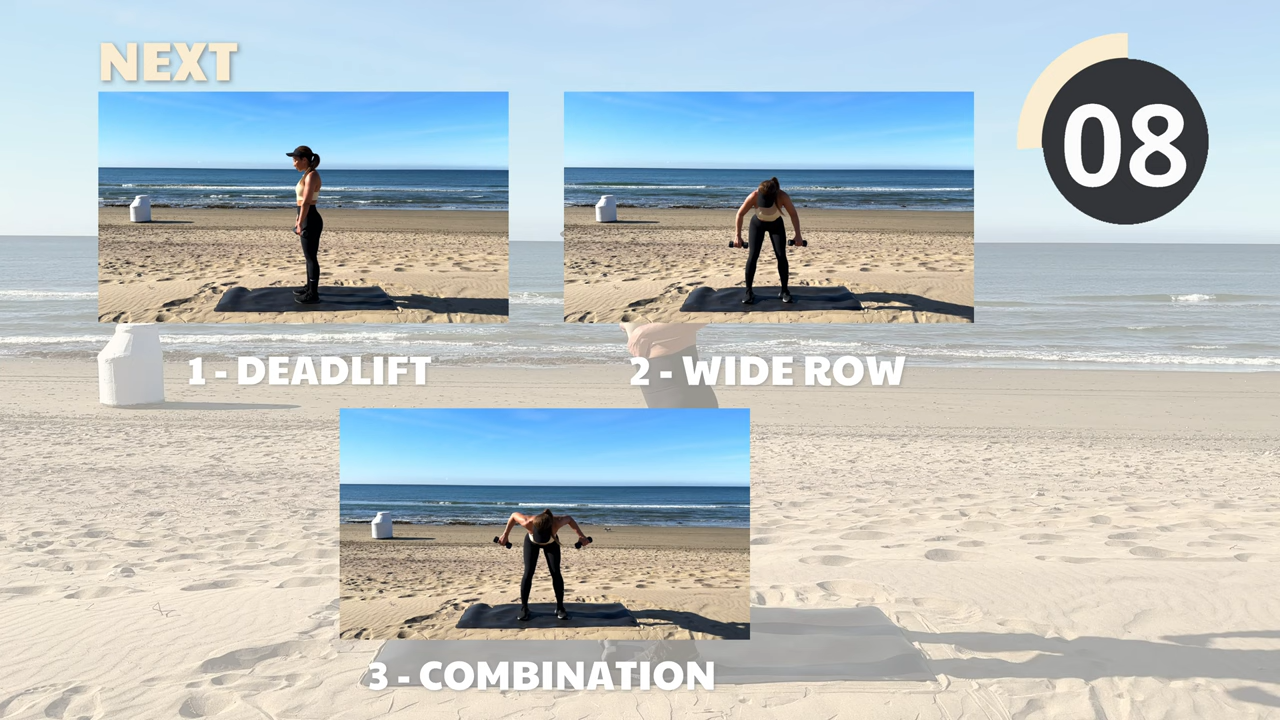 NEXT
08
1 - DEADLIFT
2 - WIDE ROW
3 - COMBINATION